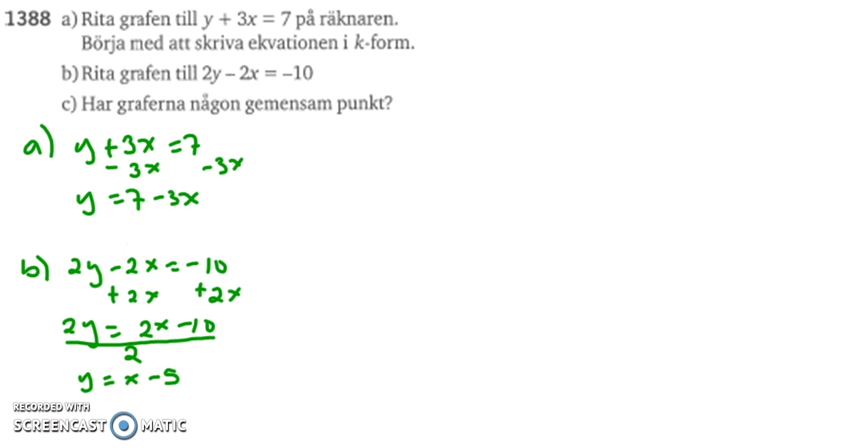 1388 a) Rita grafen till y + 3x = 7 på räknaren.
Börja med att skriva ekvationen i k-form.
b) Rita grafen till 2y – 2x = –10
c) Har graferna någon gemensam punkt?
a) y + 3x = 7
- 3x -3x
y = 7 - 3x
b) 2y - 2x = -10
+ 2x +2x
2y = 2x - 10
2
y = x - 5
RECORDED WITH
SCREENCAST MATIC